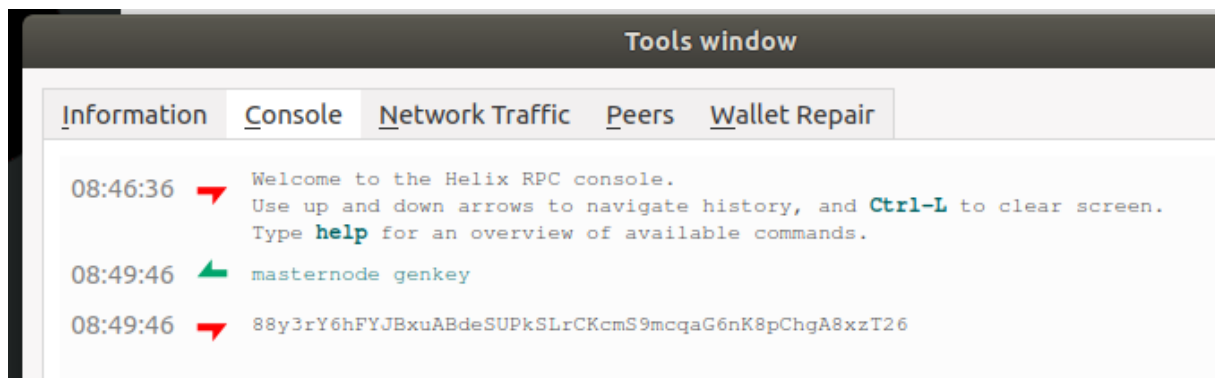 Tools window
Information Console Network Traffic Peers Wallet Repair
08:46:36 Welcome to the Helix RPC console.
Use up and down arrows to navigate history, and Ctrl-L to clear screen.
Type help for an overview of available commands.
08:49:46 masternode genkey
08:49:46 88y3rY6hFYJBxuABdeSUPkSLrCKcmS9mcqaG6nK8pChgA8xzT26